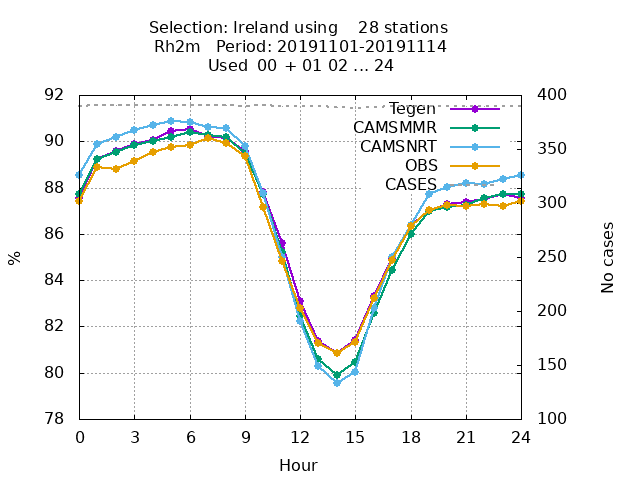 Selection: Ireland using    28 stations
Rh2m   Period: 20191101-20191114
Used  00 + 01 02 ... 24
92
90
88
86
84
82
80
78
%
Tegen
CAMSMMR
CAMSNRT
OBS
CASES
400
350
300
250
200
150
100
No cases
0 3 6 9 12 15 18 21 24
Hour